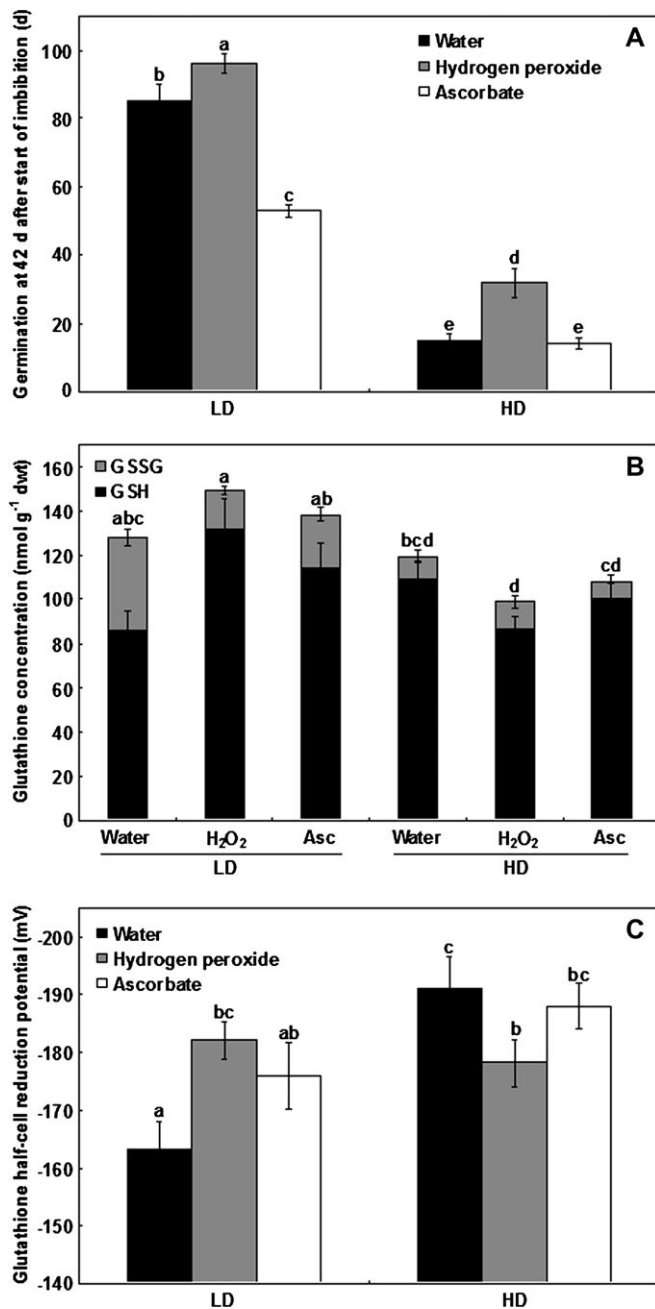 A
Germination at 42 d after start of imbibition (d)
100
80
60
40
20
0
Water
Hydrogen peroxide
Ascorbate
b
a
c
e
d
e
LD
HD
B
Glutathione concentration (nmol g⁻¹ dwt)
160
140
120
100
80
60
40
20
0
GSSG
GSH
abc
a
ab
bcd
d
cd
Water
H₂O₂
Asc
Water
H₂O₂
Asc
LD
HD
C
Glutathione half-cell reduction potential (mV)
-200
-190
-180
-170
-160
-150
-140
Water
Hydrogen peroxide
Ascorbate
a
bc
ab
c
b
bc
LD
HD